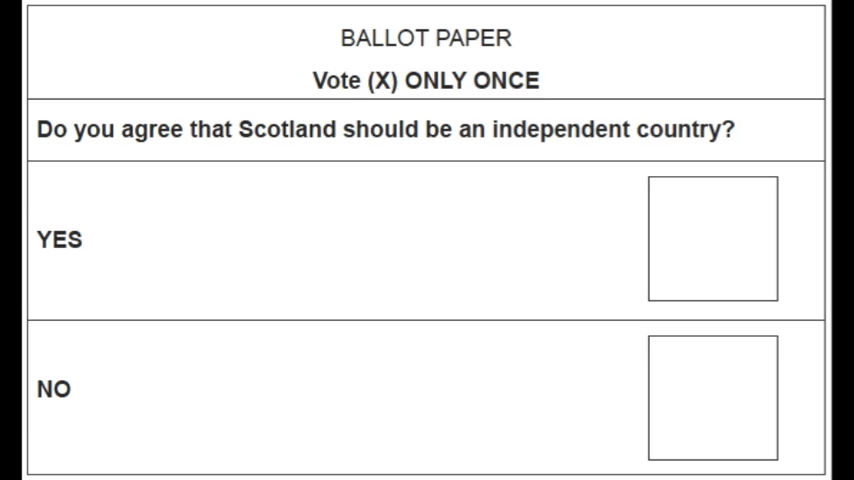 BALLOT PAPER
Vote (X) ONLY ONCE
Do you agree that Scotland should be an independent country?
YES
NO